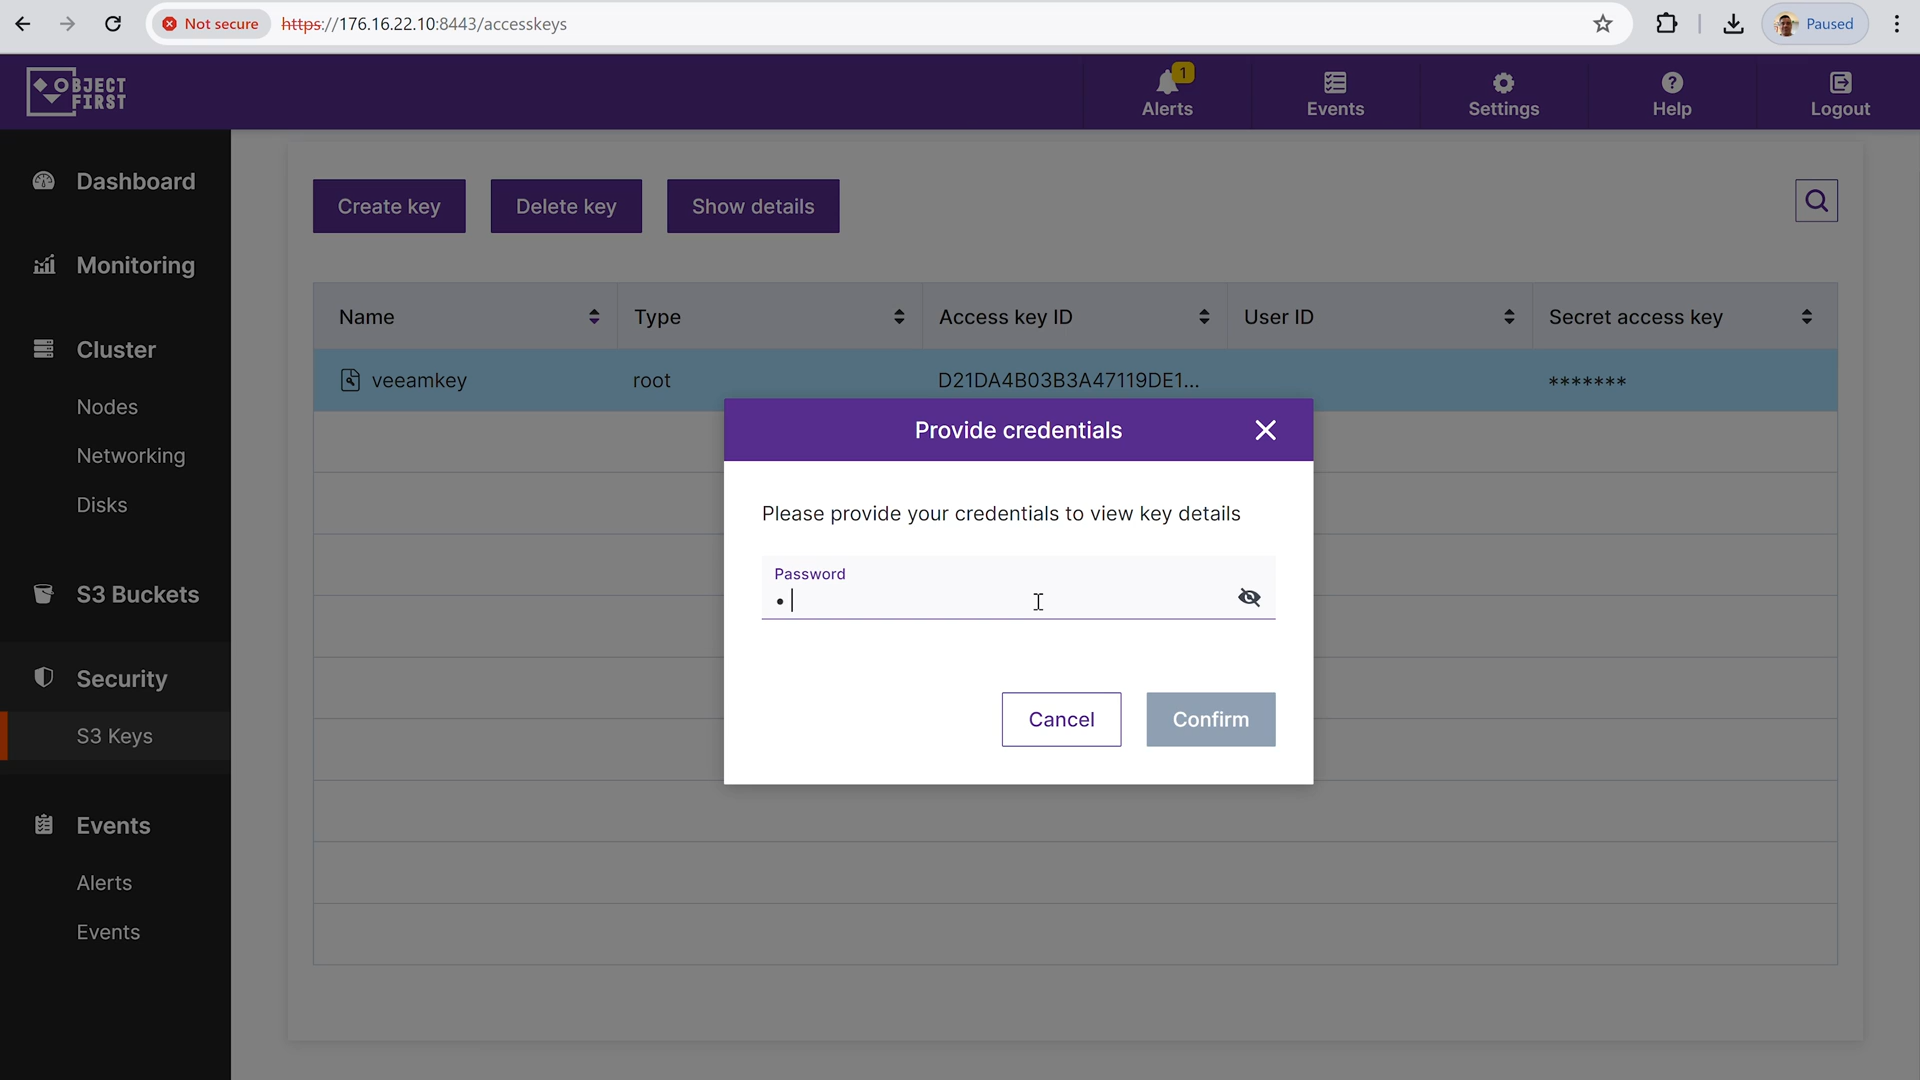 Not secure
https://176.16.22.10:8443/accesskeys
Paused
OBJECT
FIRST
1
Alerts
Events
Settings
Help
Logout
Dashboard
Monitoring
Cluster
Nodes
Networking
Disks
S3 Buckets
Security
S3 Keys
Events
Alerts
Events
Create key
Delete key
Show details
Name
Type
Access key ID
User ID
Secret access key
veeamkey
root
D21DA4B03B3A47119DE1...
*******
Provide credentials
Please provide your credentials to view key details
Password
•
Cancel
Confirm